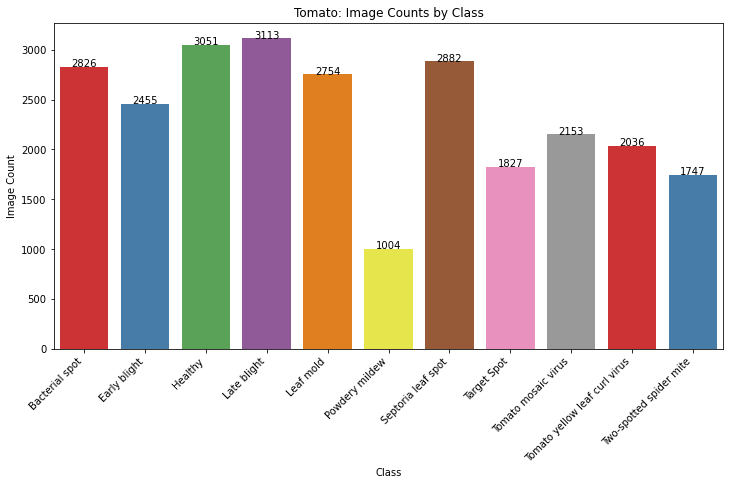 Tomato: Image Counts by Class
Image Count
3000
2500
2000
1500
1000
500
0
2826
2455
3051
3113
2754
1004
2882
1827
2153
2036
1747
Bacterial spot
Early blight
Healthy
Late blight
Leaf mold
Powdery mildew
Septoria leaf spot
Target Spot
Tomato mosaic virus
Tomato yellow leaf curl virus
Two-spotted spider mite
Class